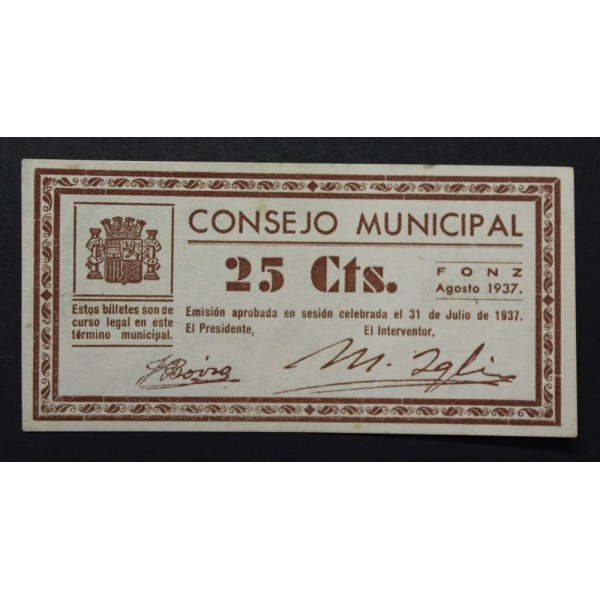 CONSEJO MUNICIPAL
25 Cts.
FONZ
Agosto 1937.
Estos billetes son de
curso legal en este
término municipal.
Emisión aprobada en sesión celebrada el 31 de Julio de 1937.
El Presidente,
El Interventor,